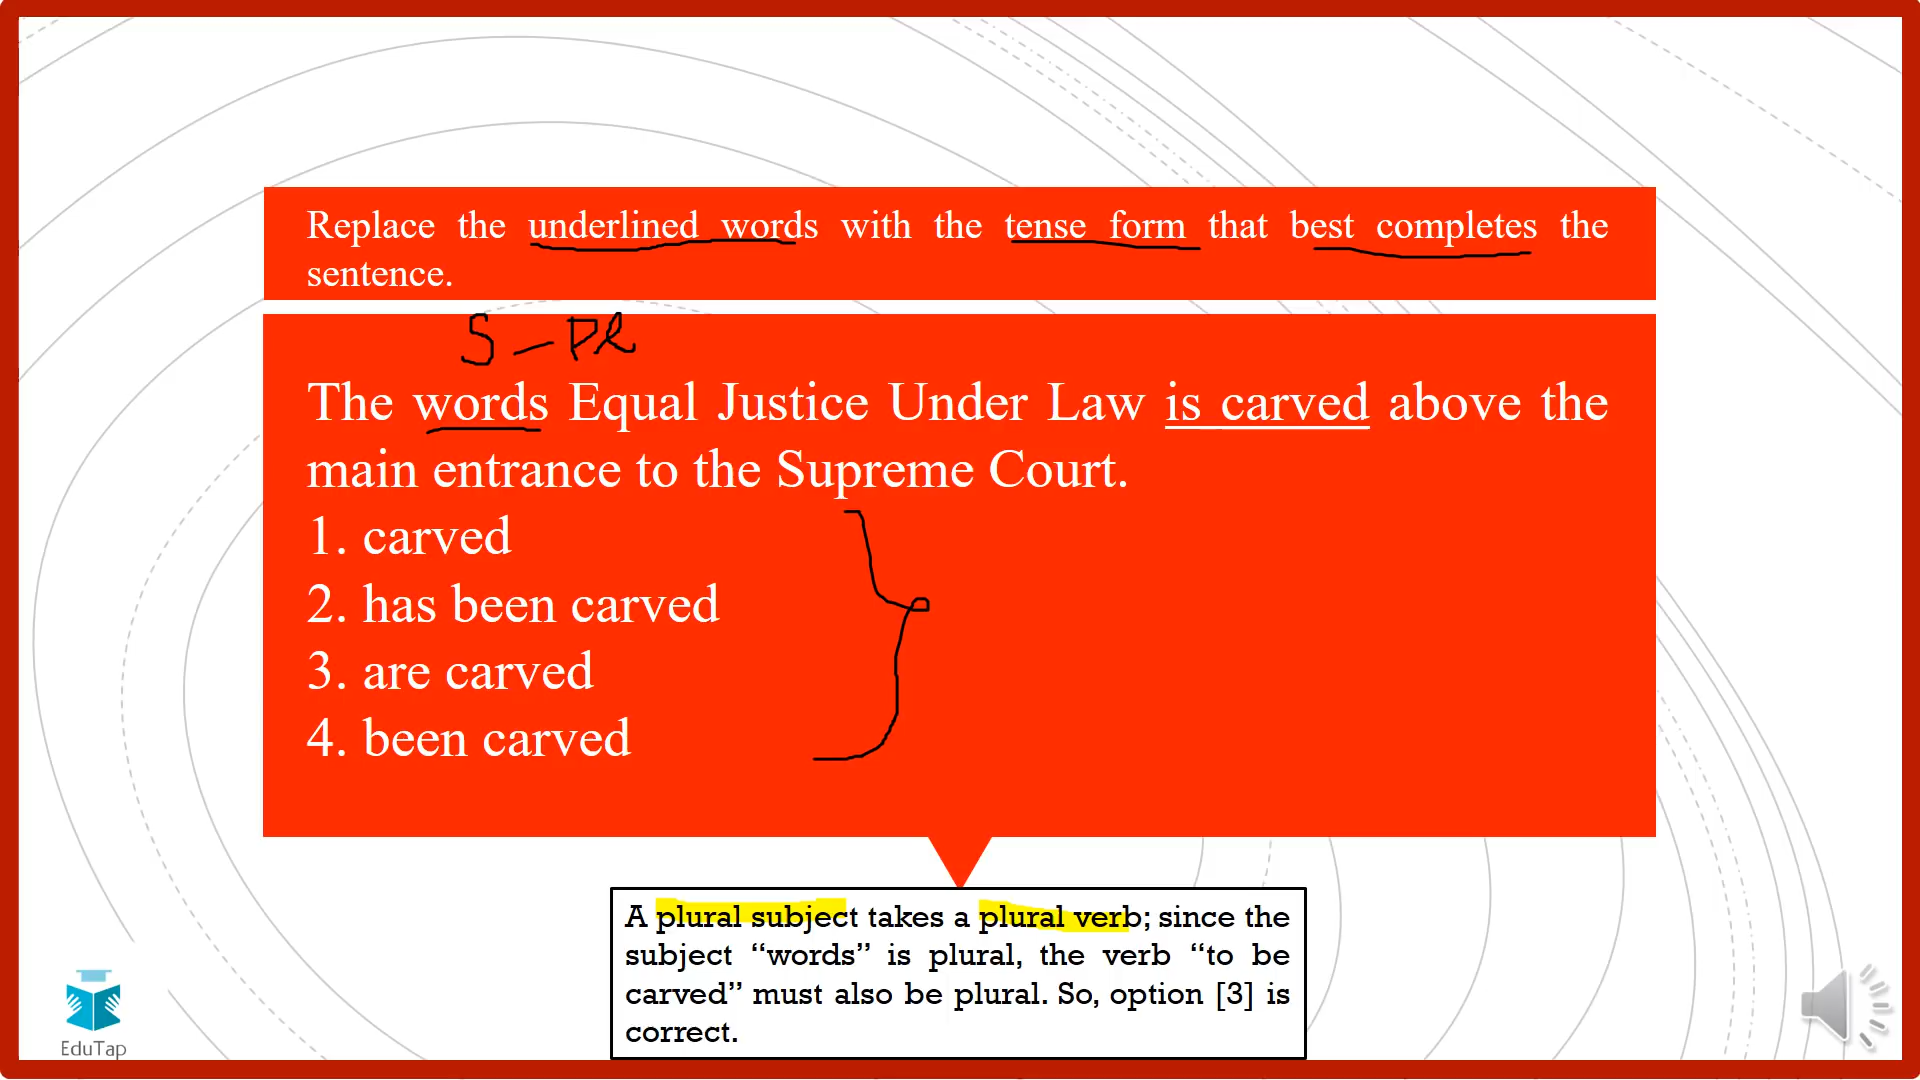 Replace the underlined words with the tense form that best completes the
sentence.
S - Pl
The words Equal Justice Under Law is carved above the
main entrance to the Supreme Court.
1. carved
2. has been carved
3. are carved
4. been carved
A plural subject takes a plural verb; since the
subject “words” is plural, the verb “to be
carved” must also be plural. So, option [3] is
correct.
EduTap